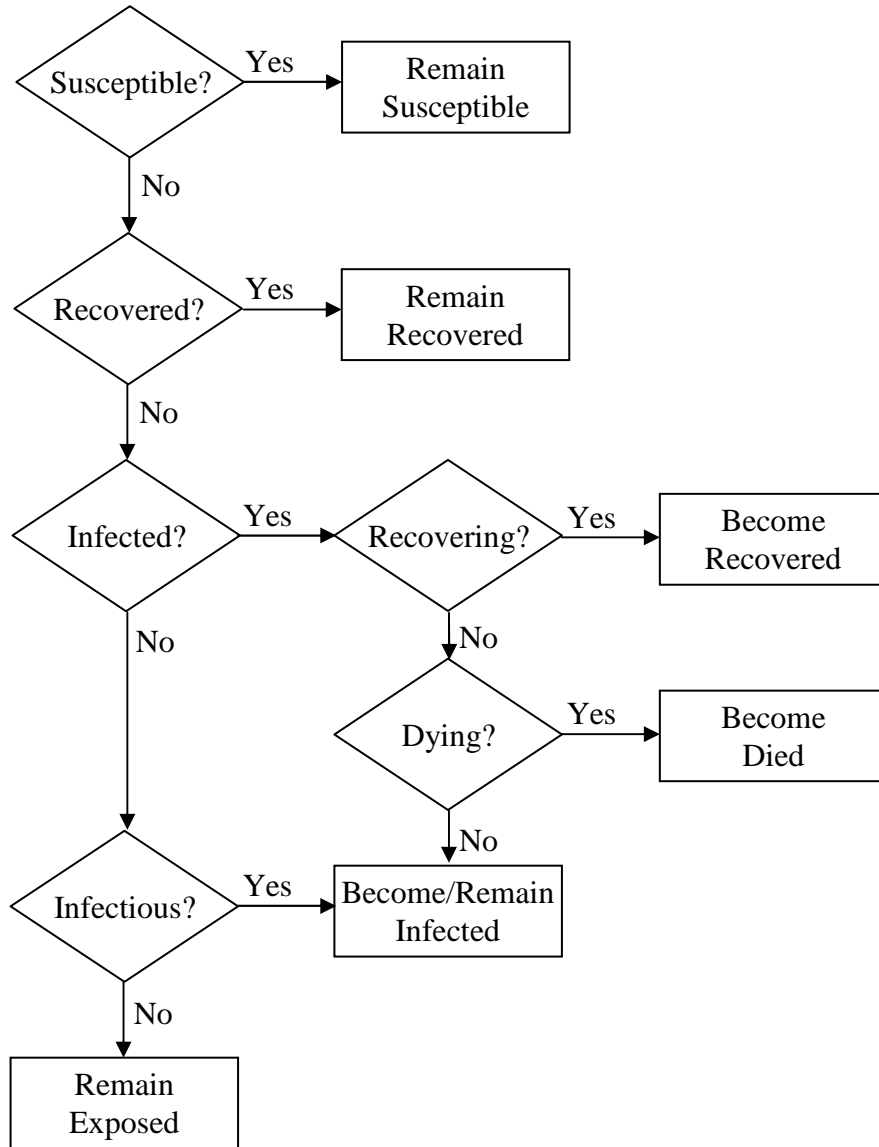 Susceptible?
Yes
Remain
Susceptible
No
Recovered?
Yes
Remain
Recovered
No
Infected?
Yes
Recovering?
Yes
Become
Recovered
No
No
Dying?
Yes
Become
Died
No
Infectious?
Yes
Become/Remain
Infected
No
Remain
Exposed